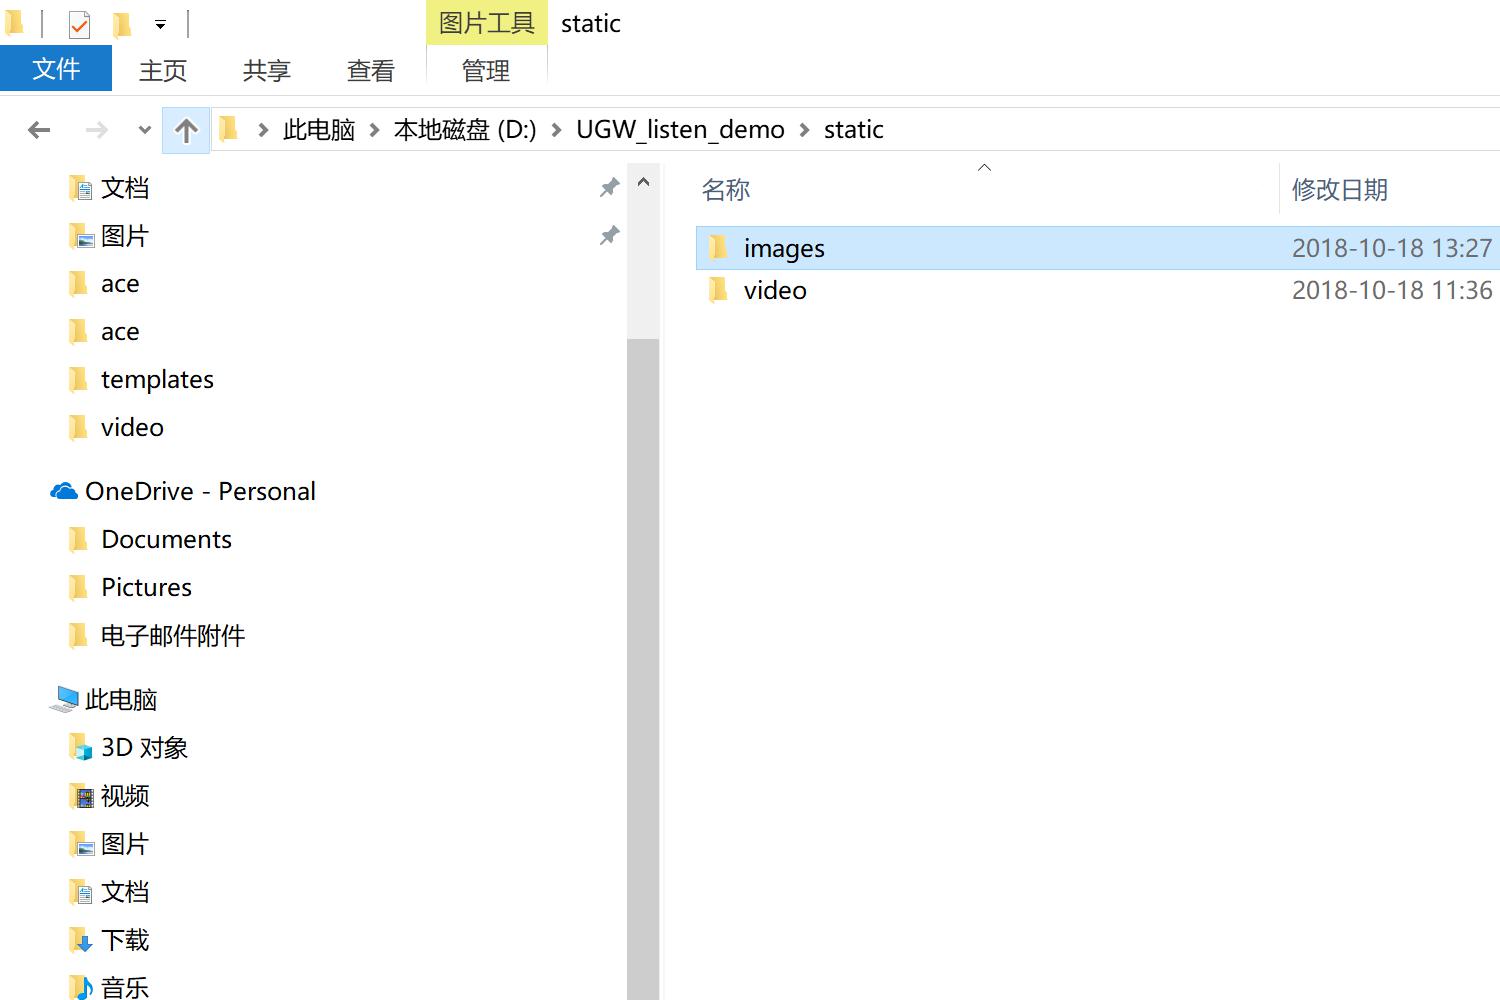 图片工具 static
文件 主页 共享 查看 管理
此电脑 本地磁盘 (D:) UGW_listen_demo static
文档
图片
ace
ace
templates
video
OneDrive - Personal
Documents
Pictures
电子邮件附件
此电脑
3D 对象
视频
图片
文档
下载
音乐
名称 修改日期
images 2018-10-18 13:27
video 2018-10-18 11:36